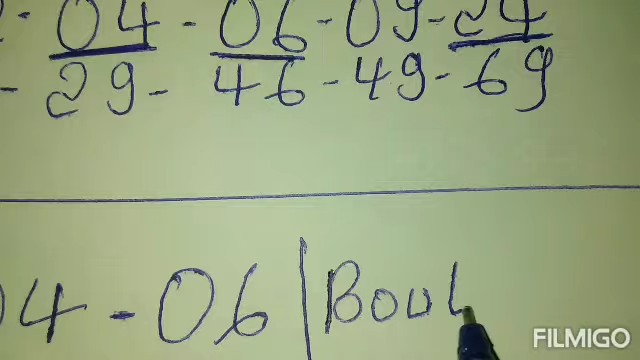 - 04 - 06 - 09 - 24
- 29 - 46 - 49 - 69
04 - 06 | Boul
FILMIGO